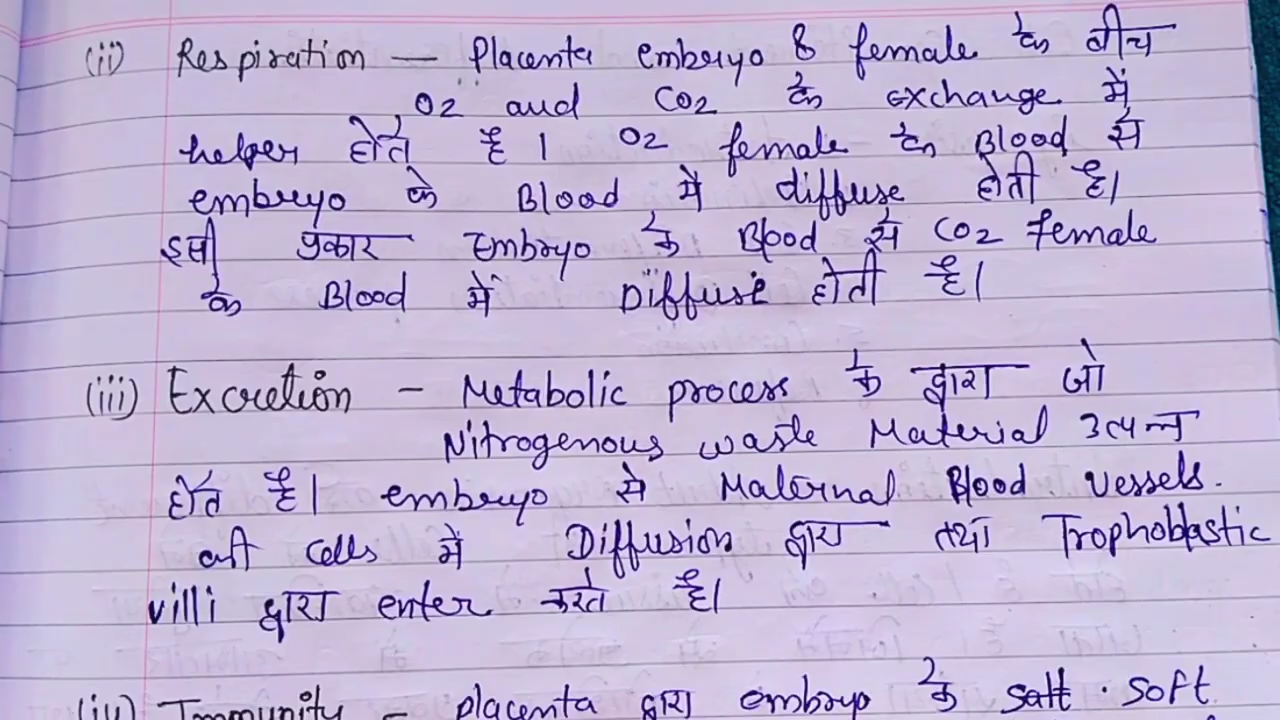 (ii) Respiration — Placenta embryo & female के बीच
O2 and CO2 के exchange में
helper होते है। O2 female के Blood से
embryo के Blood में diffuse होती है।
इसी प्रकार Embryo के Blood से CO2 female
के Blood में Diffuse होती है।
(iii) Excretion – Metabolic process के द्वारा जो
Nitrogenous waste Material उत्पन्न
होते है। embryo से Maternal Blood vessels.
की cells में Diffusion द्वारा तथा Trophoblastic
villi द्वारा enter करते है।
(iv) Immunity – placenta द्वारा embryo के salt . soft